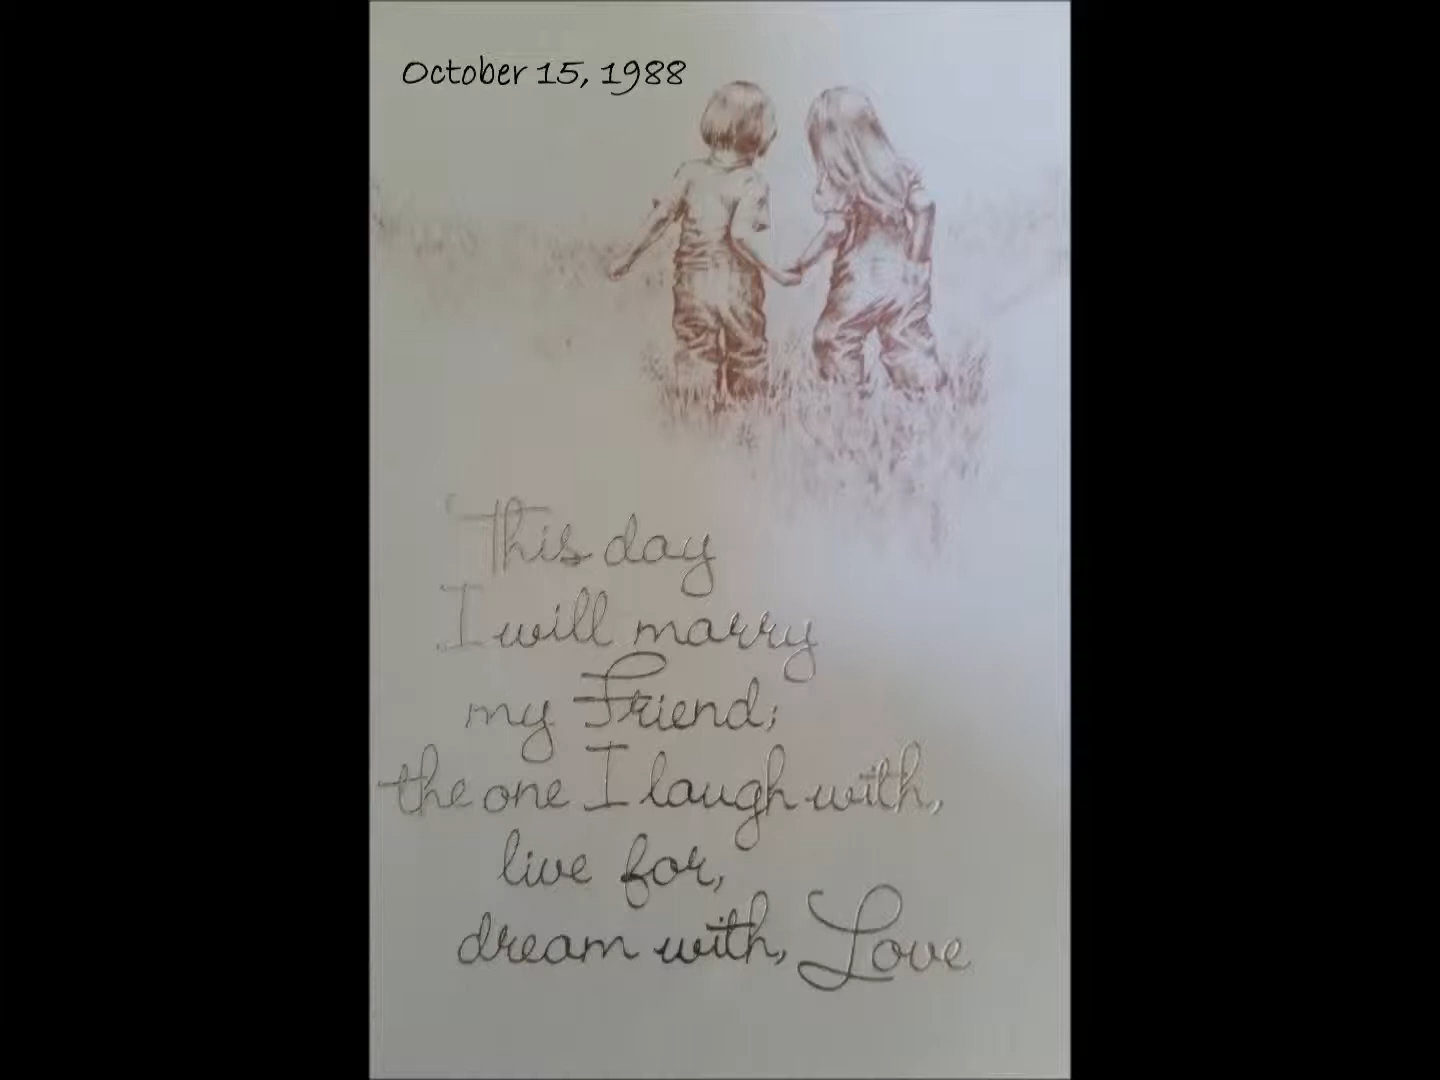 October 15, 1988
This day
I will marry
my Friend;
the one I laugh with,
live for,
dream with, Love